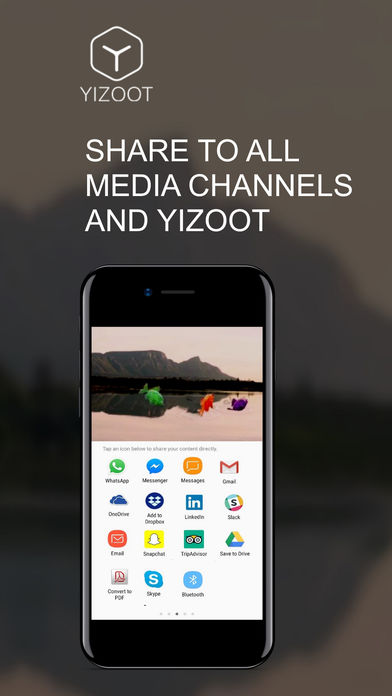 YIZOOT
SHARE TO ALL
MEDIA CHANNELS
AND YIZOOT
Tap an icon below to share your content directly.
WhatsApp Messenger Messages Gmail
OneDrive Add to Dropbox LinkedIn Slack
Email Snapchat TripAdvisor Save to Drive
Convert to PDF Skype Bluetooth